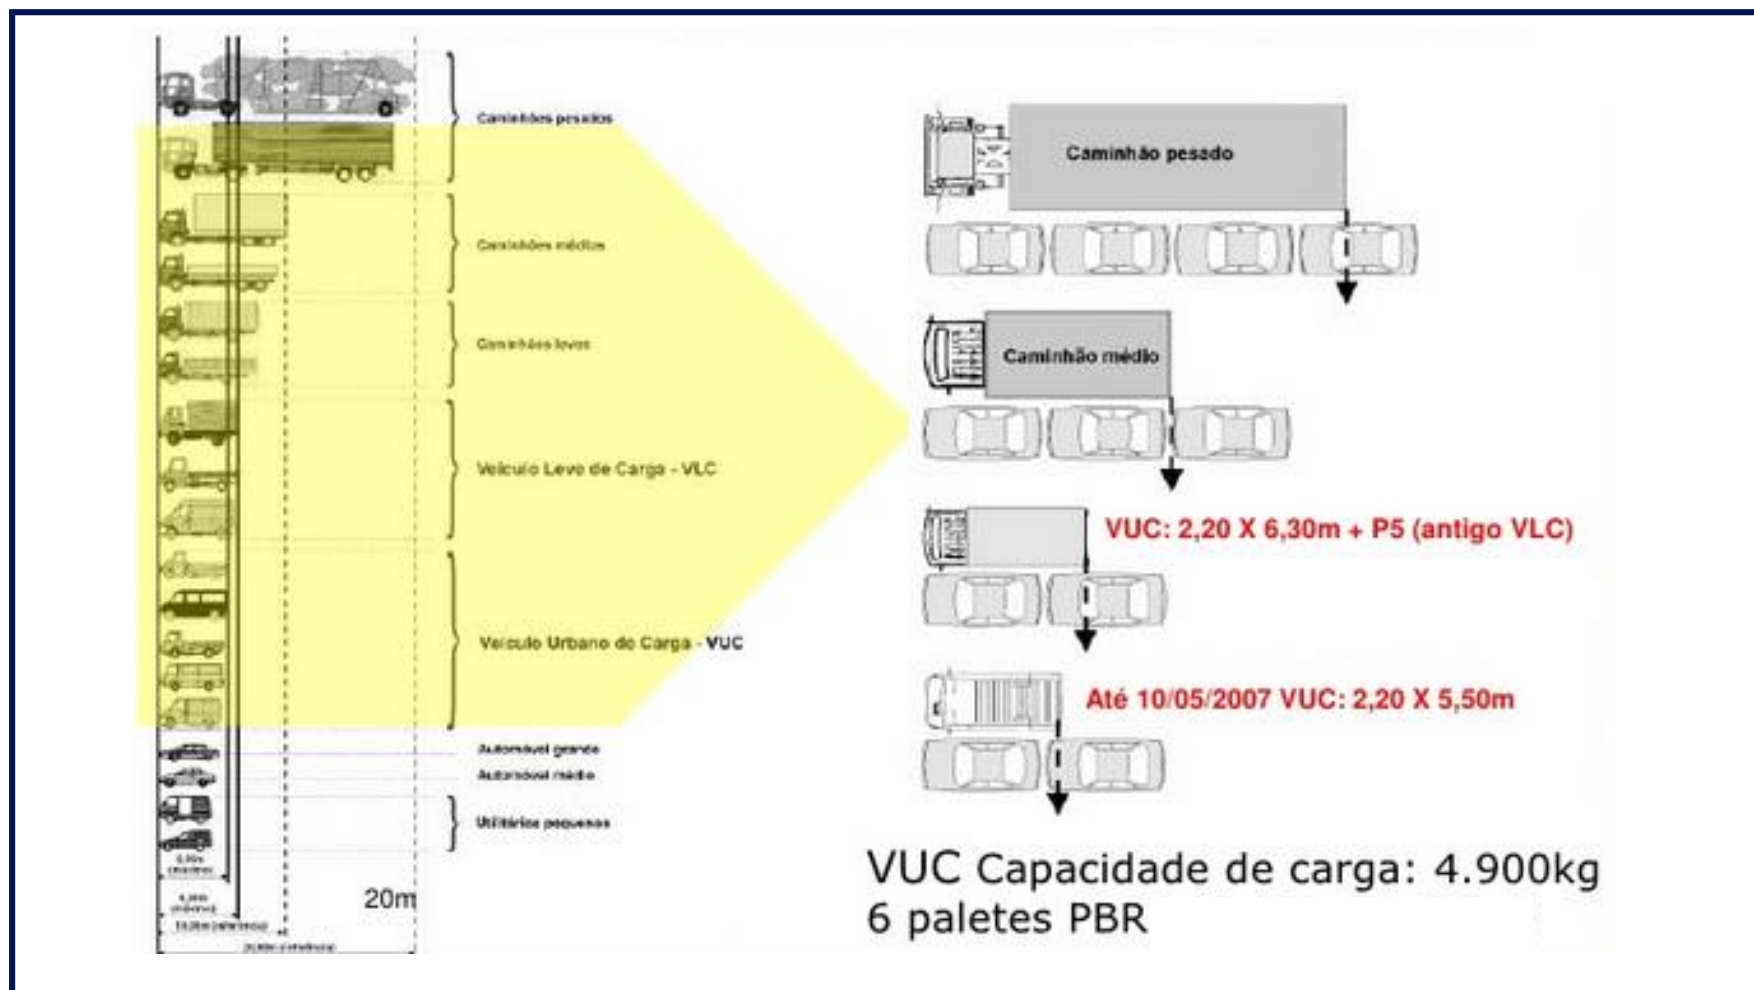 Caminhões pesados
Caminhões médios
Caminhões leves
Veículo Leve de Carga - VLC
Veículo Urbano de Carga - VUC
Automóvel grande
Automóvel médio
Utilitários pequenos
20m
Caminhão pesado
Caminhão médio
VUC: 2,20 X 6,30m + P5 (antigo VLC)
Até 10/05/2007 VUC: 2,20 X 5,50m
VUC Capacidade de carga: 4.900kg
6 paletes PBR